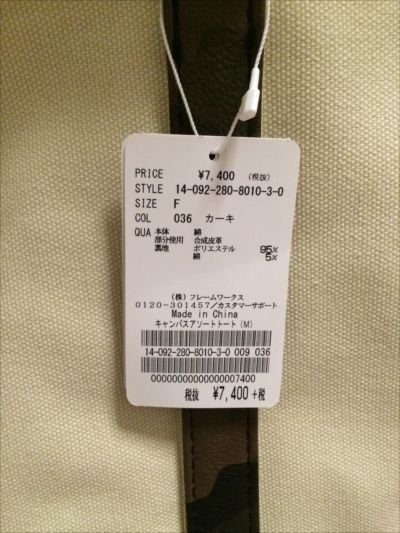 PRICE ¥7,400 (税抜)
STYLE 14-092-280-8010-3-0
SIZE F
COL 036 カーキ
QUA 本体 綿
部分使用 合成皮革
裏地 ポリエステル 95%
綿 5%
(株) フレームワークス
0120-301457/カスタマーサポート
Made in China
キャンバスアソートトート(M)
14-092-280-8010-3-0 009 036
00000000000000007400
税抜 ¥7,400+税